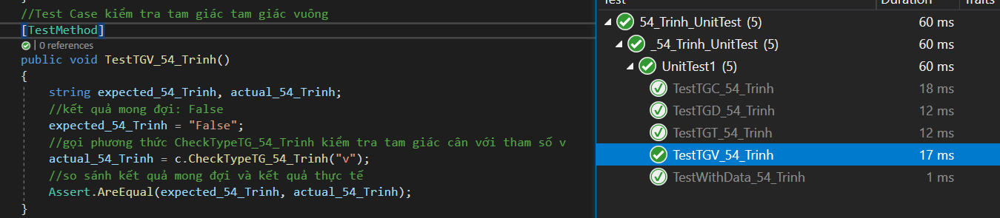 //Test Case kiểm tra tam giác tam giác vuông
[TestMethod]
| 0 references
public void TestTGV_54_Trinh()
{
string expected_54_Trinh, actual_54_Trinh;
//kết quả mong đợi: False
expected_54_Trinh = "False";
//gọi phương thức CheckTypeTG_54_Trinh kiểm tra tam giác cân với tham số v
actual_54_Trinh = c.CheckTypeTG_54_Trinh("v");
//so sánh kết quả mong đợi và kết quả thực tế
Assert.AreEqual(expected_54_Trinh, actual_54_Trinh);
}
Test Duration Traits
54_Trinh_UnitTest (5) 60 ms
_54_Trinh_UnitTest (5) 60 ms
UnitTest1 (5) 60 ms
TestTGC_54_Trinh 18 ms
TestTGD_54_Trinh 12 ms
TestTGT_54_Trinh 12 ms
TestTGV_54_Trinh 17 ms
TestWithData_54_Trinh 1 ms